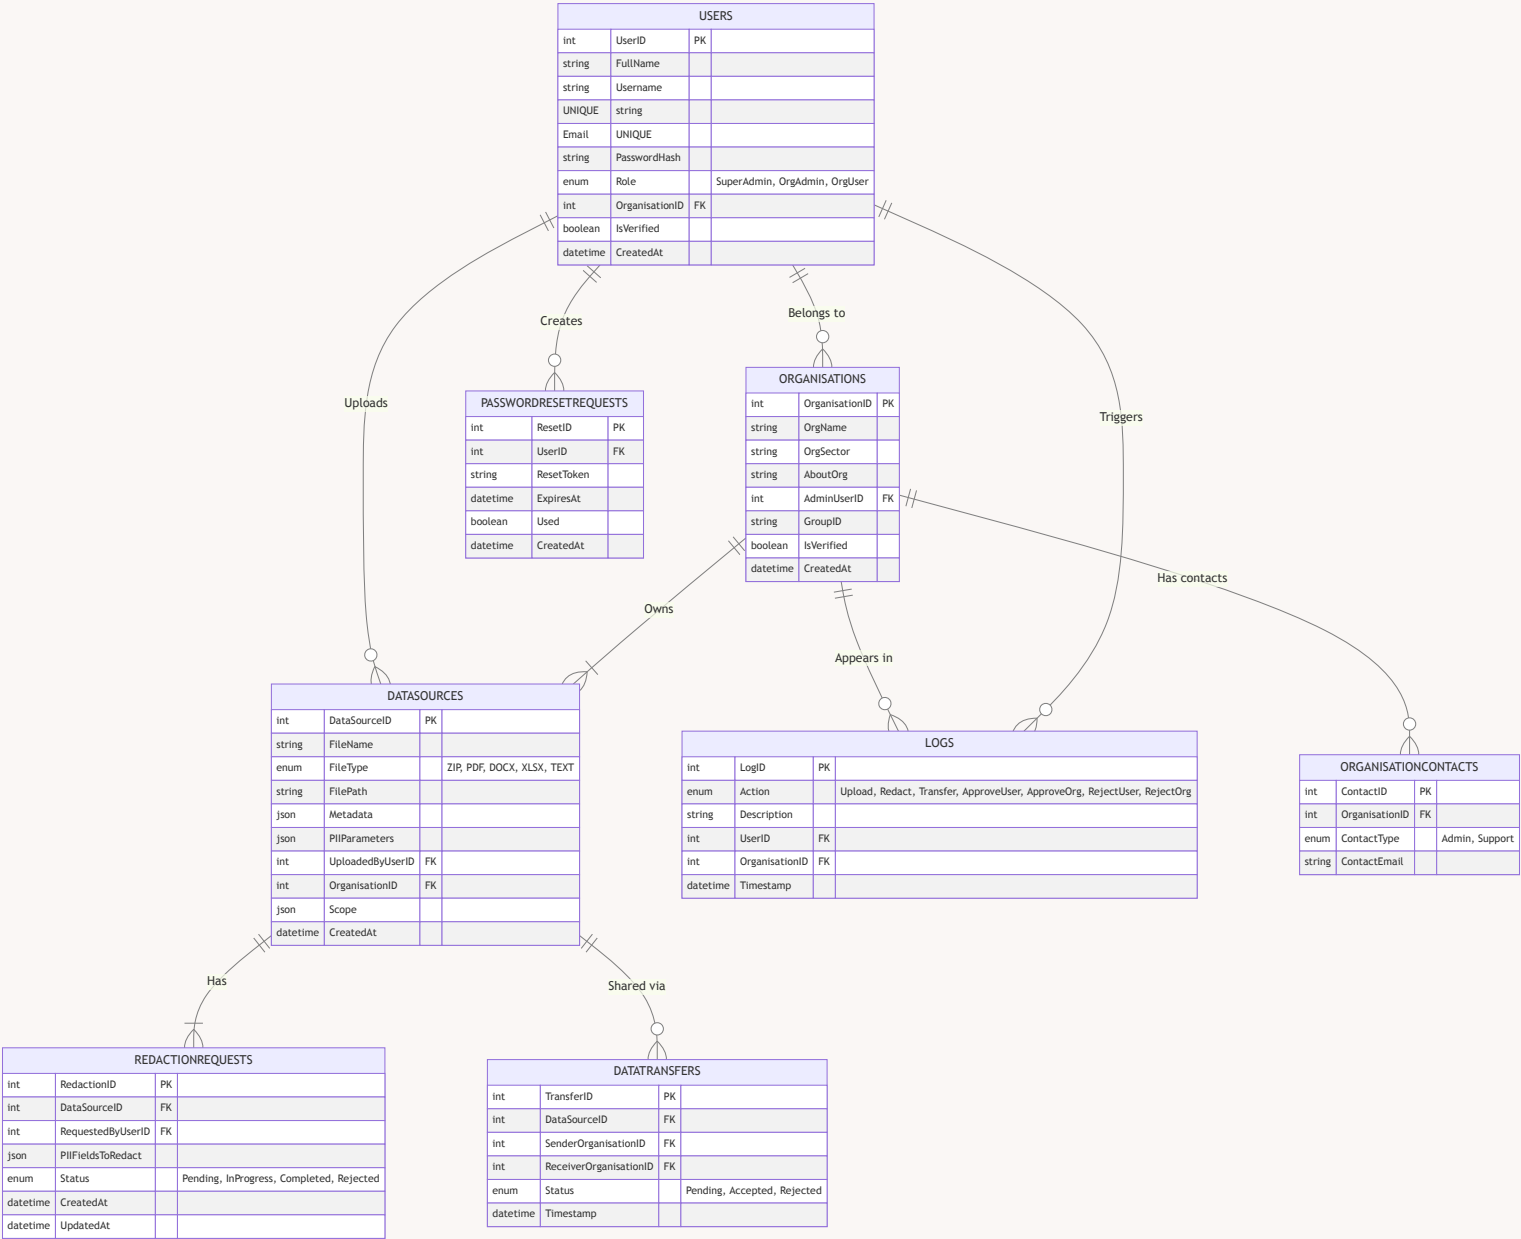 USERS
int UserID PK
string FullName
string Username
UNIQUE string
Email UNIQUE
string PasswordHash
enum Role SuperAdmin, OrgAdmin, OrgUser
int OrganisationID FK
boolean IsVerified
datetime CreatedAt
Belongs to
Creates
Uploads
Triggers
ORGANISATIONS
int OrganisationID PK
string OrgName
string OrgSector
string AboutOrg
int AdminUserID FK
string GroupID
boolean IsVerified
datetime CreatedAt
PASSWORDRESETREQUESTS
int ResetID PK
int UserID FK
string ResetToken
datetime ExpiresAt
boolean Used
datetime CreatedAt
Has contacts
Owns
Appears in
DATASOURCES
int DataSourceID PK
string FileName
enum FileType ZIP, PDF, DOCX, XLSX, TEXT
string FilePath
json Metadata
json PIIParameters
int UploadedByUserID FK
int OrganisationID FK
json Scope
datetime CreatedAt
LOGS
int LogID PK
enum Action Upload, Redact, Transfer, ApproveUser, ApproveOrg, RejectUser, RejectOrg
string Description
int UserID FK
int OrganisationID FK
datetime Timestamp
ORGANISATIONCONTACTS
int ContactID PK
int OrganisationID FK
enum ContactType Admin, Support
string ContactEmail
Has
Shared via
REDACTIONREQUESTS
int RedactionID PK
int DataSourceID FK
int RequestedByUserID FK
json PIIFieldsToRedact
enum Status Pending, InProgress, Completed, Rejected
datetime CreatedAt
datetime UpdatedAt
DATATRANSFERS
int TransferID PK
int DataSourceID FK
int SenderOrganisationID FK
int ReceiverOrganisationID FK
enum Status Pending, Accepted, Rejected
datetime Timestamp